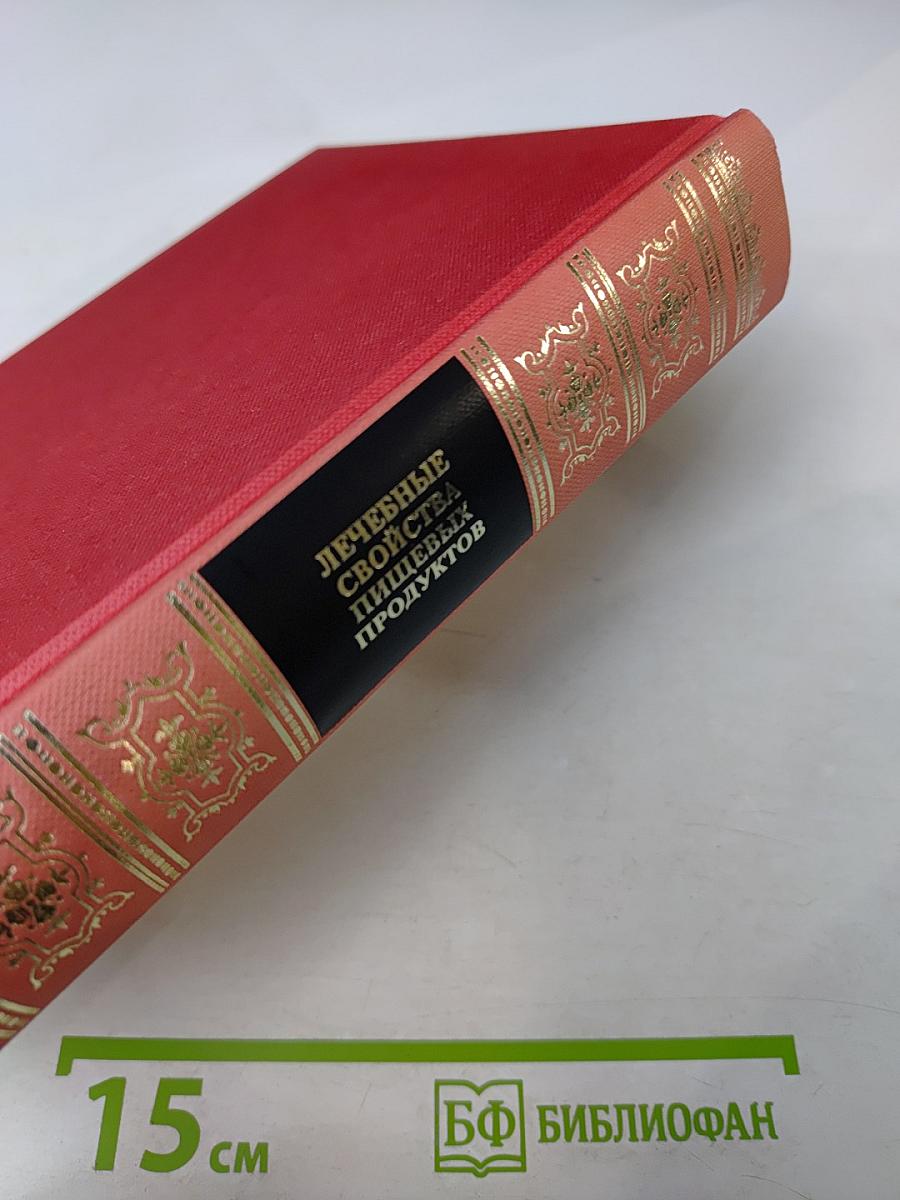 ЛЕЧЕБНЫЕ
СВОЙСТВА
ПИЩЕВЫХ
ПРОДУКТОВ
15 см
БФ БИБЛИОФАН